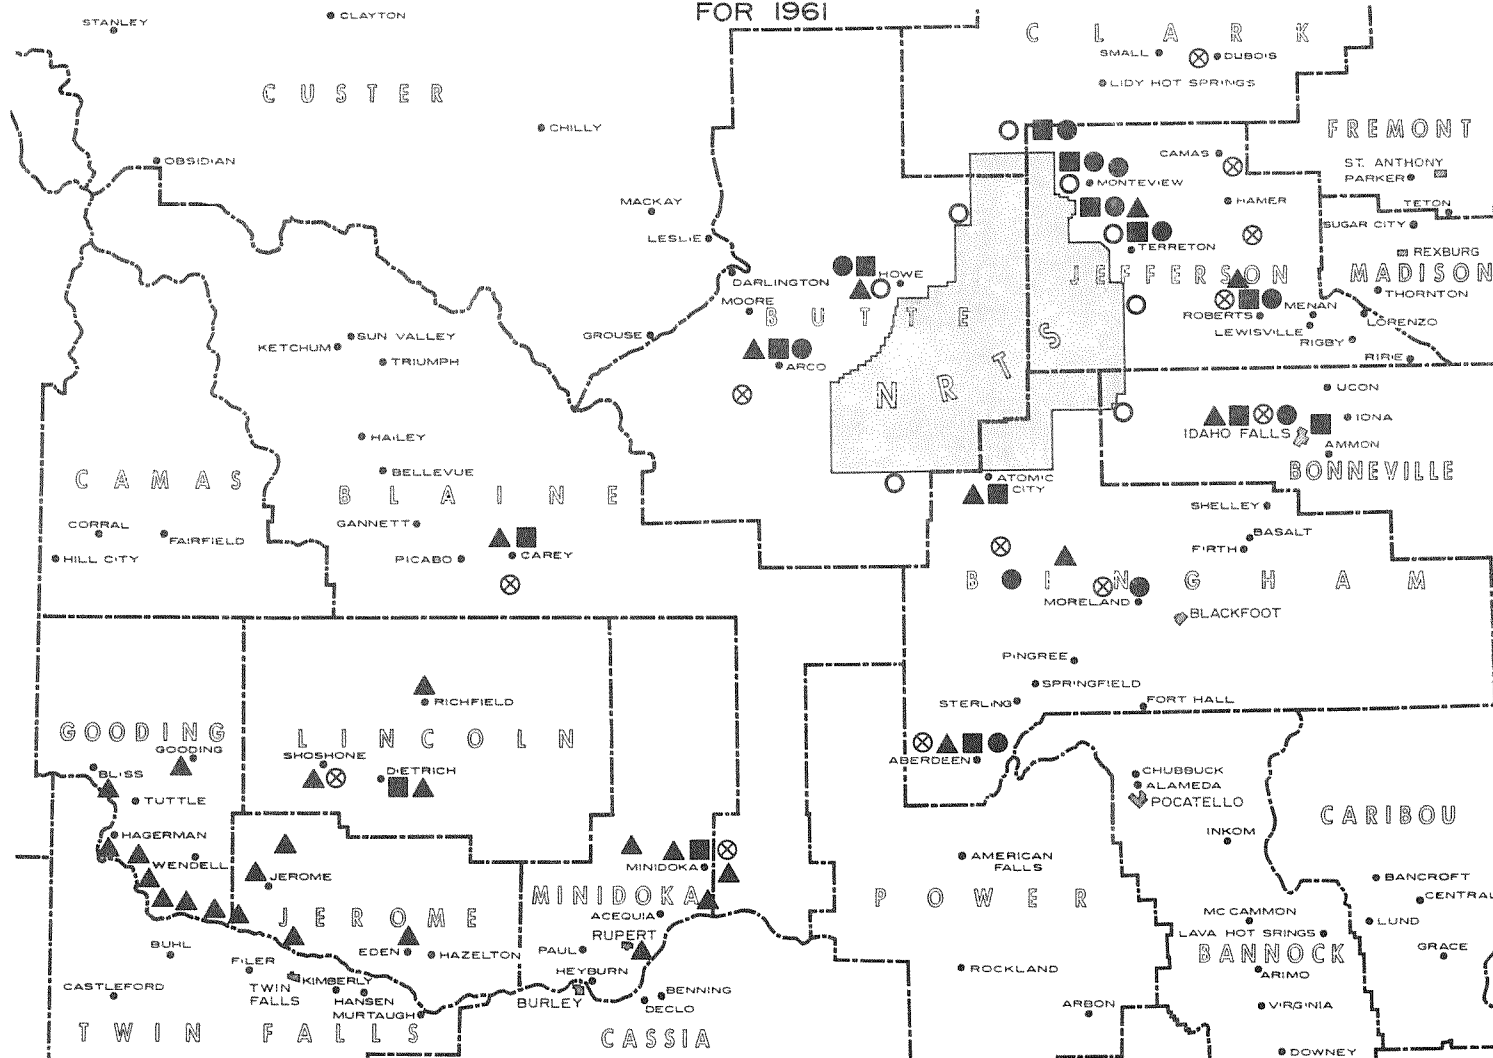 FOR 1961
STANLEY
CLAYTON
CLARK
SMALL
DUBOIS
LIDY HOT SPRINGS
CUSTER
CHILLY
FREMONT
OBSIDIAN
CAMAS
ST. ANTHONY
PARKER
MONTEVIEW
MACKAY
HAMER
TETON
SUGAR CITY
LESLIE
TERRETON
REXBURG
DARLINGTON
HOWE
JEFFERSON
MADISON
THORNTON
MOORE
BUTTE
ROBERTS
MENAN
LORENZO
LEWISVILLE
SUN VALLEY
GROUSE
RIGBY
KETCHUM
TRIUMPH
ARCO
RIRIE
NRTS
UCON
IONA
IDAHO FALLS
AMMON
HAILEY
BELLEVUE
BONNEVILLE
CAMAS
BLAINE
ATOMIC
CITY
SHELLEY
CORRAL
FAIRFIELD
GANNETT
BASALT
HILL CITY
PICABO
CAREY
FIRTH
BINGHAM
MORELAND
BLACKFOOT
PINGREE
SPRINGFIELD
RICHFIELD
STERLING
FORT HALL
GOODING
LINCOLN
GOODING
SHOSHONE
ABERDEEN
BLISS
DIETRICH
CHUBBUCK
ALAMEDA
TUTTLE
POCATELLO
CARIBOU
HAGERMAN
INKOM
WENDELL
MINIDOKA
AMERICAN
FALLS
JEROME
BANCROFT
MINIDOKA
POWER
CENTRAL
JEROME
ACEQUIA
MC CAMMON
LUND
RUPERT
LAVA HOT SPRINGS
BUHL
EDEN
HAZELTON
PAUL
BANNOCK
GRACE
FILER
HEYBURN
ROCKLAND
ARIMO
TWIN
FALLS
KIMBERLY
CASTLEFORD
HANSEN
BURLEY
BENNING
DECLO
ARBON
VIRGINIA
MURTAUGH
TWIN FALLS
CASSIA
DOWNEY